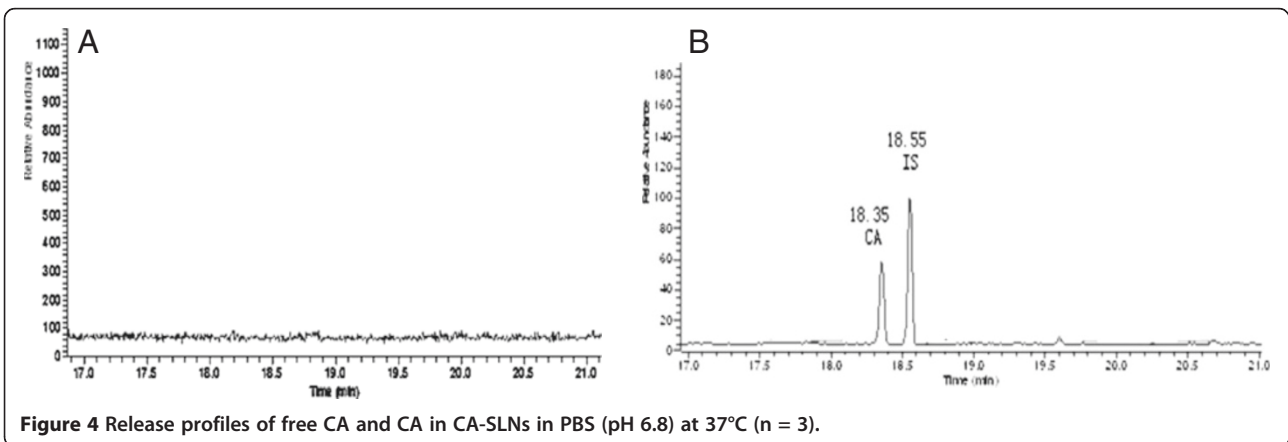 A
Relative Abundance
1100
1000
900
800
700
600
500
400
300
200
100
0
17.0 17.5 18.0 18.5 19.0 19.5 20.0 20.5 21.0
Time (min)
B
Relative Abundance
180
160
140
120
100
80
60
40
20
0
18.55
IS
18.35
CA
17.0 17.5 18.0 18.5 19.0 19.5 20.0 20.5 21.0
Time (min)
Figure 4 Release profiles of free CA and CA in CA-SLNs in PBS (pH 6.8) at 37°C (n = 3).